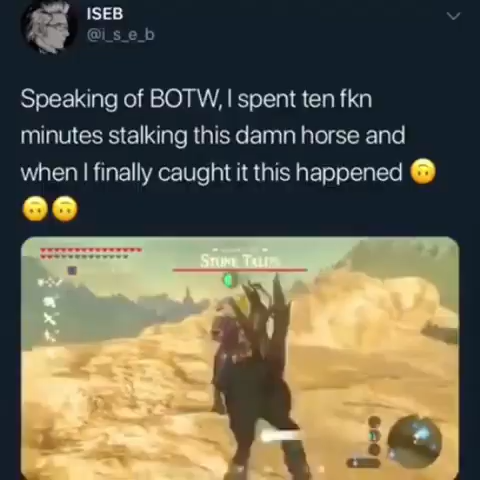 ISEB
@i_s_e_b
Speaking of BOTW, I spent ten fkn
minutes stalking this damn horse and
when I finally caught it this happened 🙃
🙃🙃
STONE TALUS